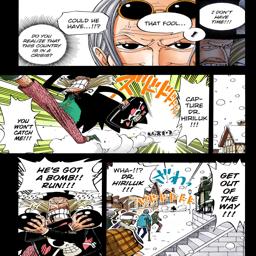 COULD HE
HAVE...!!?
THAT FOOL...
I DON'T
HAVE
TIME!!!
DO YOU
REALIZE THAT
THIS COUNTRY
IS IN A
CRISIS?
!
CAP-
TURE
DR.
HIRILUK
!!!
YOU
WON'T
CATCH
ME!!!
HE'S GOT
A BOMB!!
RUN!!!
WHA-!!?
DR.
HIRILUK
!!!
GET
OUT OF
THE
WAY!!!